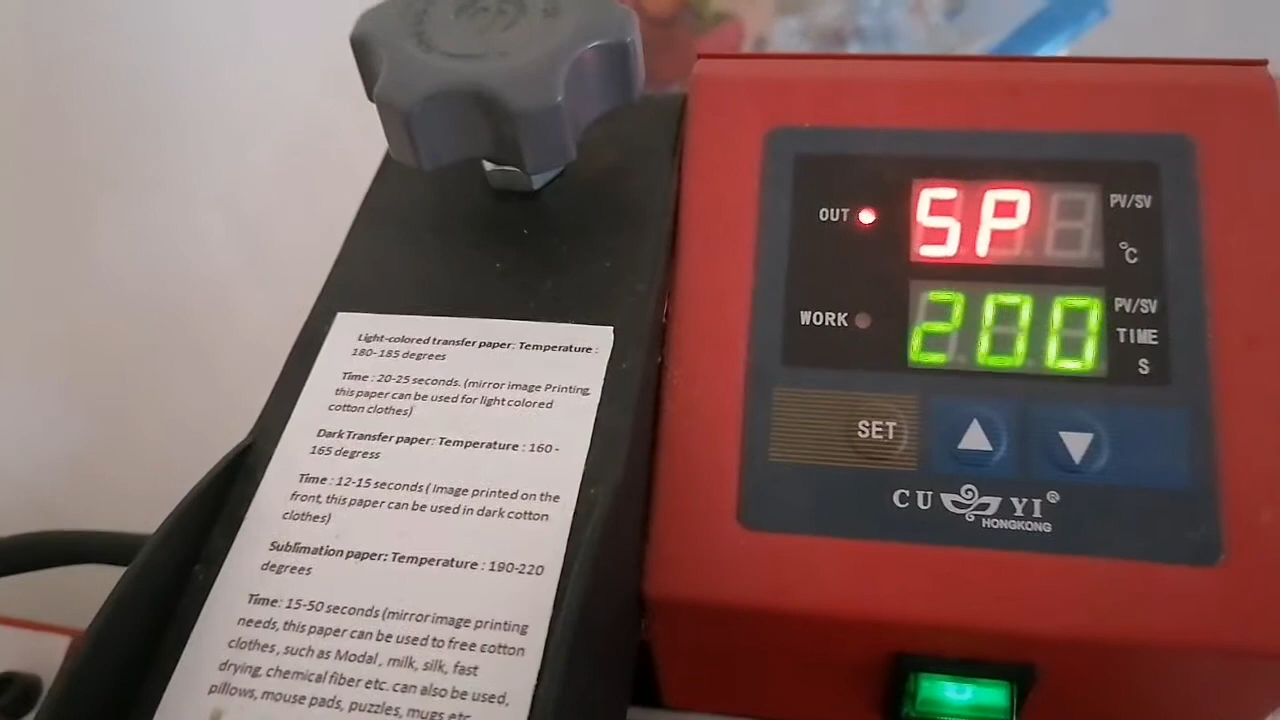 Light-colored transfer paper: Temperature :
180-185 degrees
Time : 20-25 seconds. (mirror image Printing,
this paper can be used for light colored
cotton clothes)
Dark Transfer paper: Temperature : 160-
165 degress
Time : 12-15 seconds ( Image printed on the
front, this paper can be used in dark cotton
clothes)
Sublimation paper: Temperature : 190-220
degrees
Time: 15-50 seconds (mirror image printing
needs, this paper can be used to free cotton
clothes, such as Modal, milk, silk, fast
drying, chemical fiber etc. can also be used,
pillows, mouse pads, puzzles, mugs etc
OUT SP PV/SV
°C
WORK 200 PV/SV
TIME
S
SET
CU YI®
HONGKONG